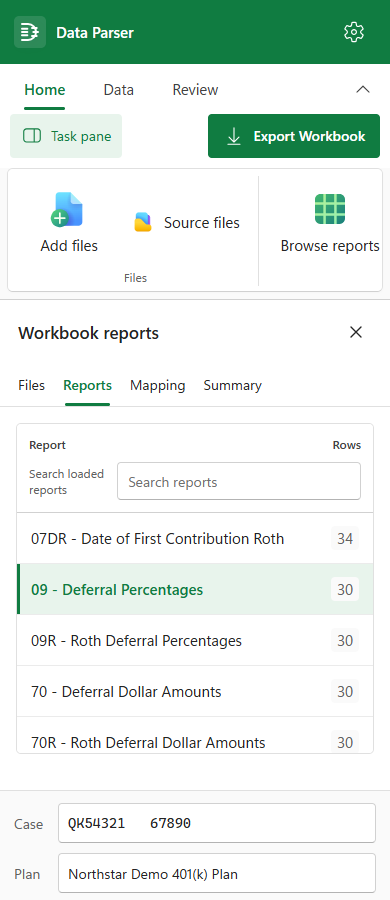 Data Parser
Home Data Review
Task pane Export Workbook
Add files Source files Browse reports
Files
Workbook reports
Files Reports Mapping Summary
Report Rows
Search loaded
reports
Search reports
07DR - Date of First Contribution Roth 34
09 - Deferral Percentages 30
09R - Roth Deferral Percentages 30
70 - Deferral Dollar Amounts 30
70R - Roth Deferral Dollar Amounts 30
Case QK54321 67890
Plan Northstar Demo 401(k) Plan